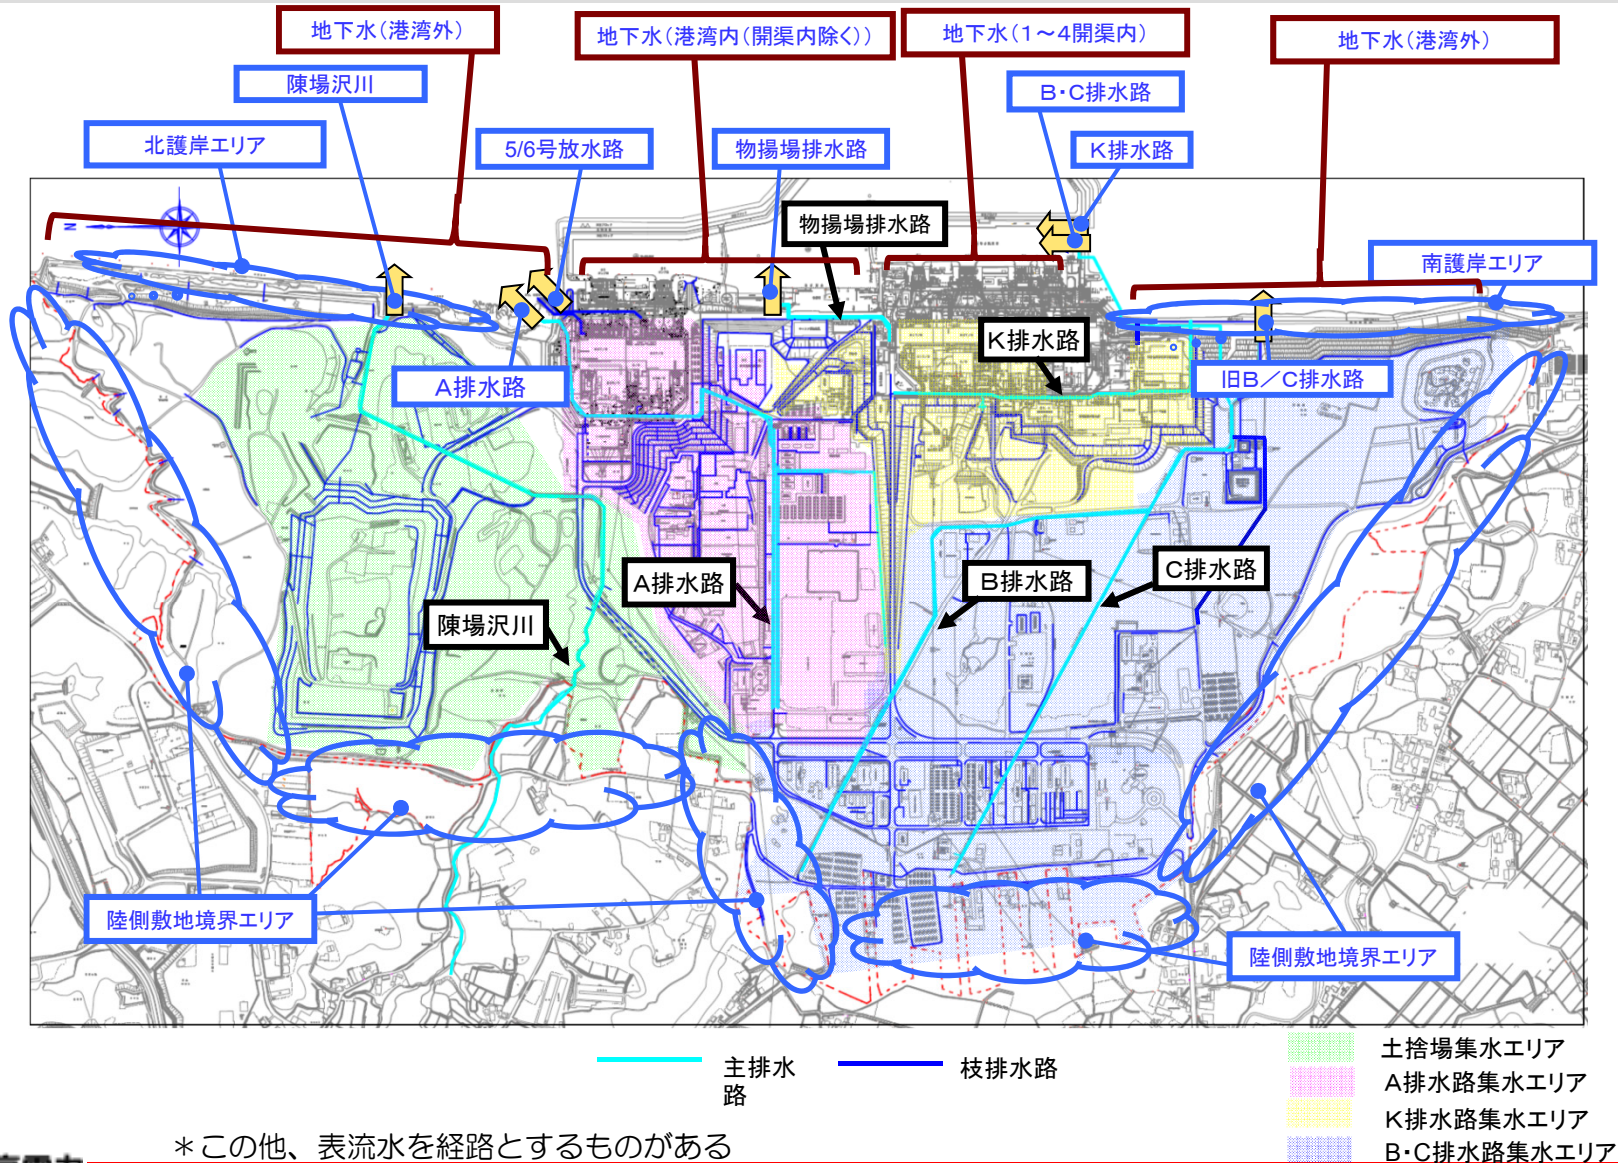 地下水（港湾外）
地下水（港湾内（開渠内除く））
地下水（1～4開渠内）
地下水（港湾外）
陳場沢川
B・C排水路
北護岸エリア
5/6号放水路
物揚場排水路
K排水路
物揚場排水路
N
南護岸エリア
K排水路
A排水路
旧B／C排水路
A排水路
B排水路
C排水路
陳場沢川
陸側敷地境界エリア
陸側敷地境界エリア
主排水
路
枝排水路
土捨場集水エリア
A排水路集水エリア
K排水路集水エリア
B・C排水路集水エリア
＊この他、表流水を経路とするものがある